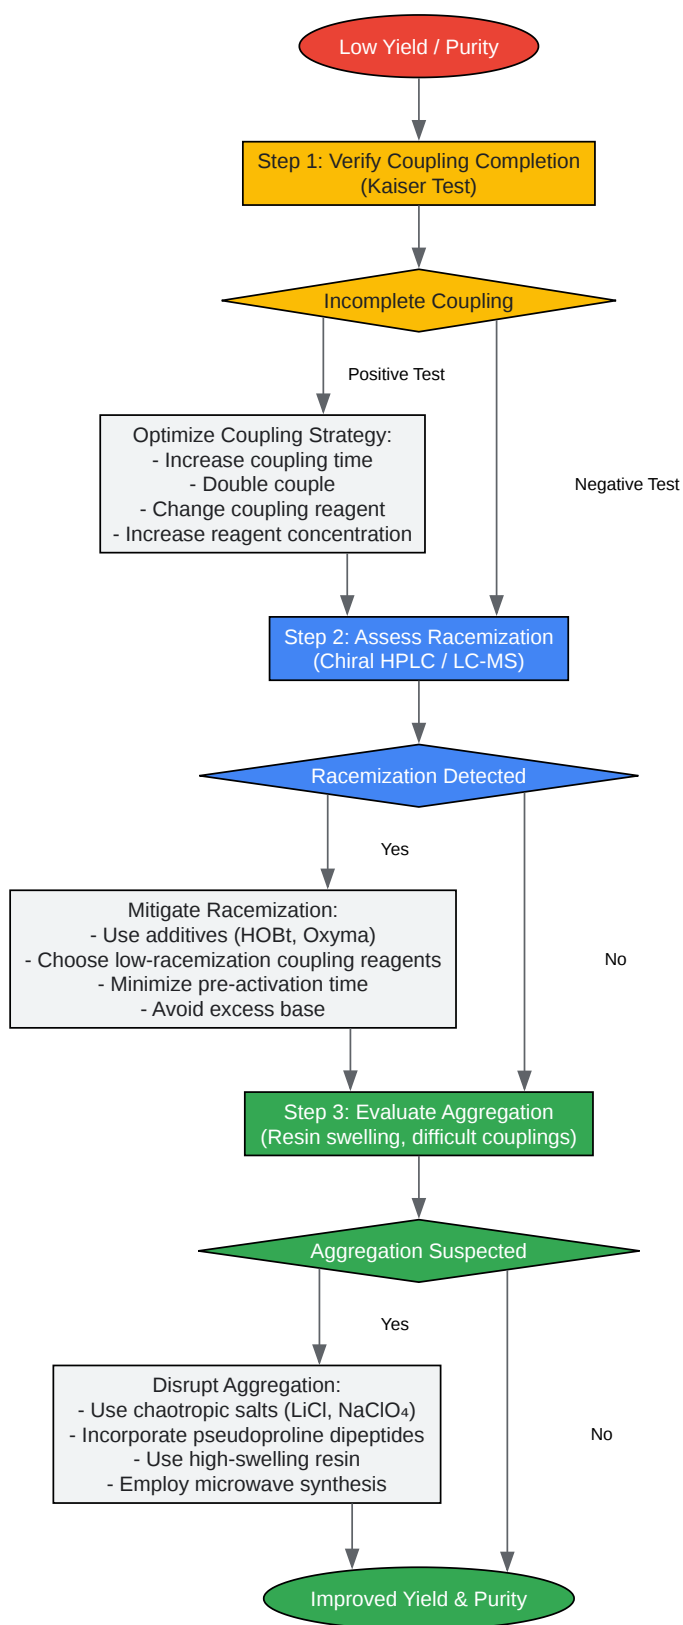 Low Yield / Purity
Step 1: Verify Coupling Completion
(Kaiser Test)
Incomplete Coupling
Positive Test
Optimize Coupling Strategy:
- Increase coupling time
- Double couple
- Change coupling reagent
- Increase reagent concentration
Negative Test
Step 2: Assess Racemization
(Chiral HPLC / LC-MS)
Racemization Detected
Yes
Mitigate Racemization:
- Use additives (HOBt, Oxyma)
- Choose low-racemization coupling reagents
- Minimize pre-activation time
- Avoid excess base
No
Step 3: Evaluate Aggregation
(Resin swelling, difficult couplings)
Aggregation Suspected
Yes
Disrupt Aggregation:
- Use chaotropic salts (LiCl, NaClO₄)
- Incorporate pseudoproline dipeptides
- Use high-swelling resin
- Employ microwave synthesis
No
Improved Yield & Purity